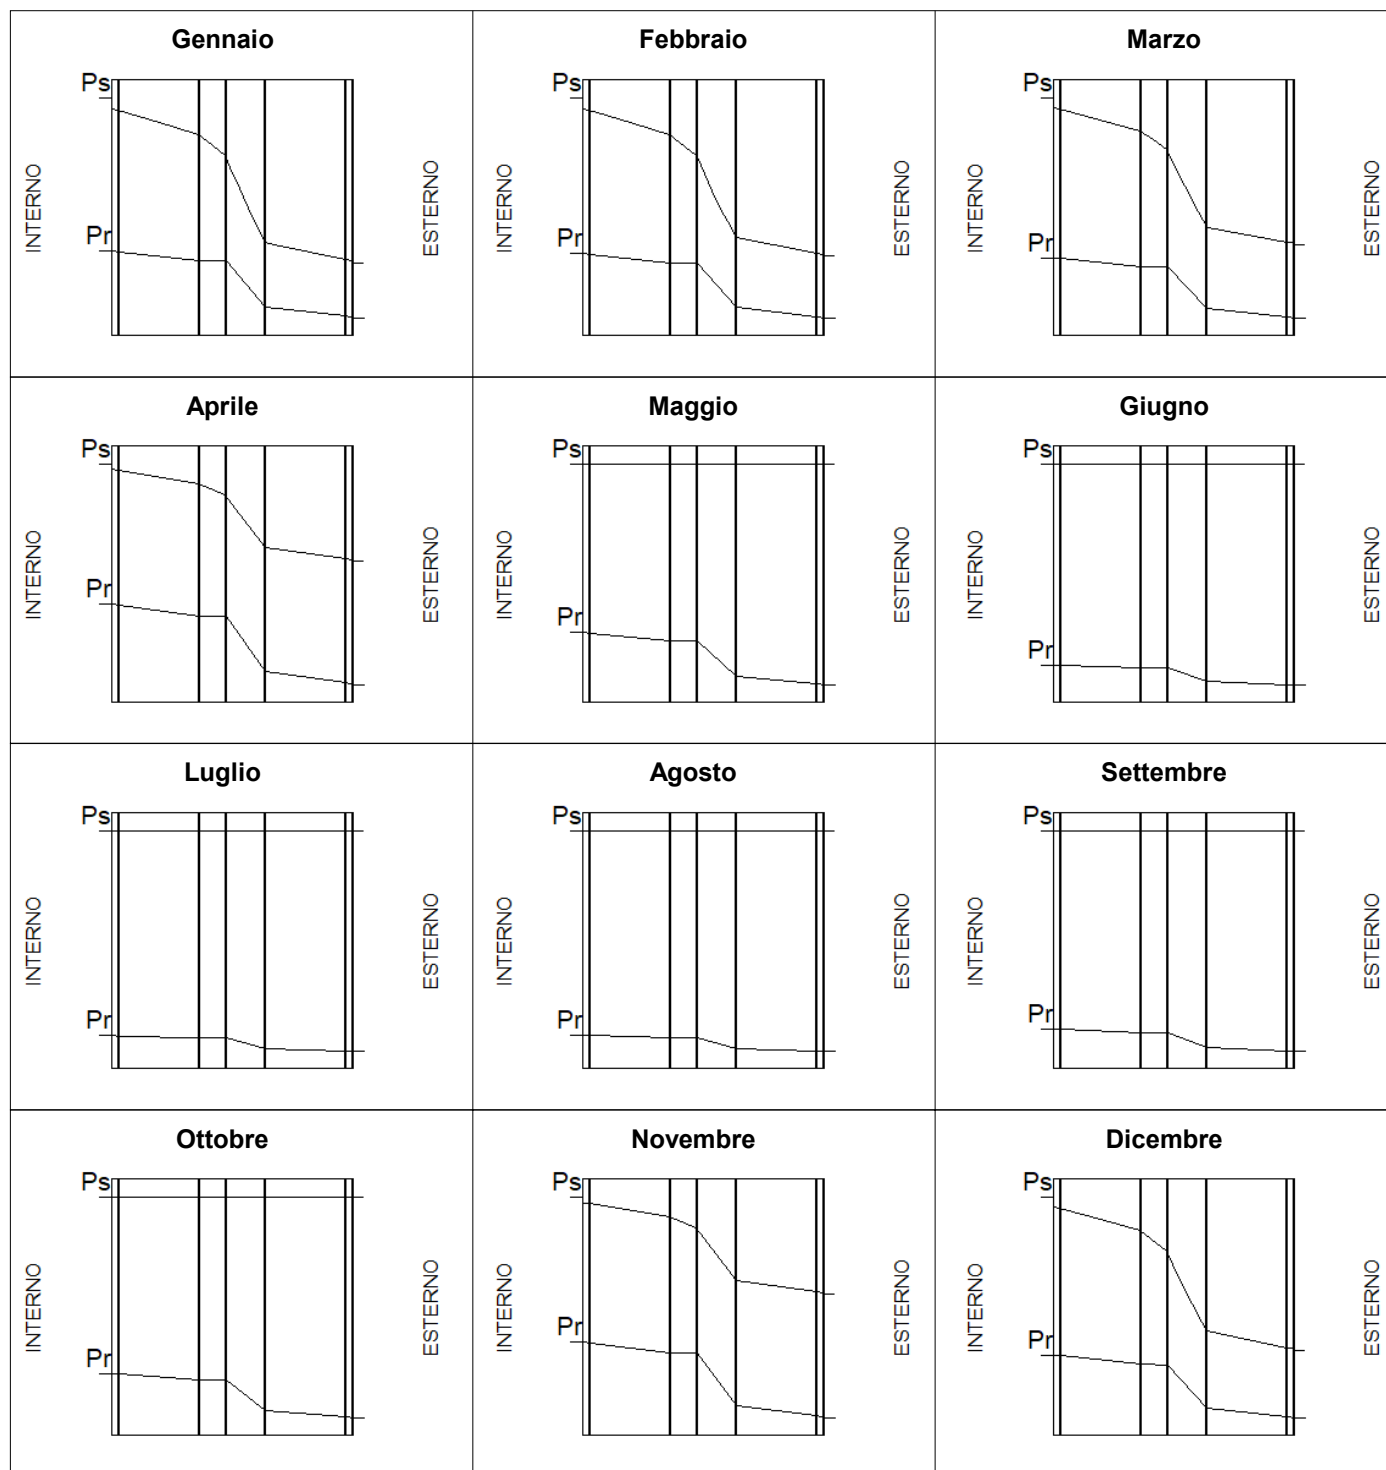 Gennaio
Ps
Pr
INTERNO
ESTERNO
Febbraio
Ps
Pr
INTERNO
ESTERNO
Marzo
Ps
Pr
INTERNO
ESTERNO
Aprile
Ps
Pr
INTERNO
ESTERNO
Maggio
Ps
Pr
INTERNO
ESTERNO
Giugno
Ps
Pr
INTERNO
ESTERNO
Luglio
Ps
Pr
INTERNO
ESTERNO
Agosto
Ps
Pr
INTERNO
ESTERNO
Settembre
Ps
Pr
INTERNO
ESTERNO
Ottobre
Ps
Pr
INTERNO
ESTERNO
Novembre
Ps
Pr
INTERNO
ESTERNO
Dicembre
Ps
Pr
INTERNO
ESTERNO